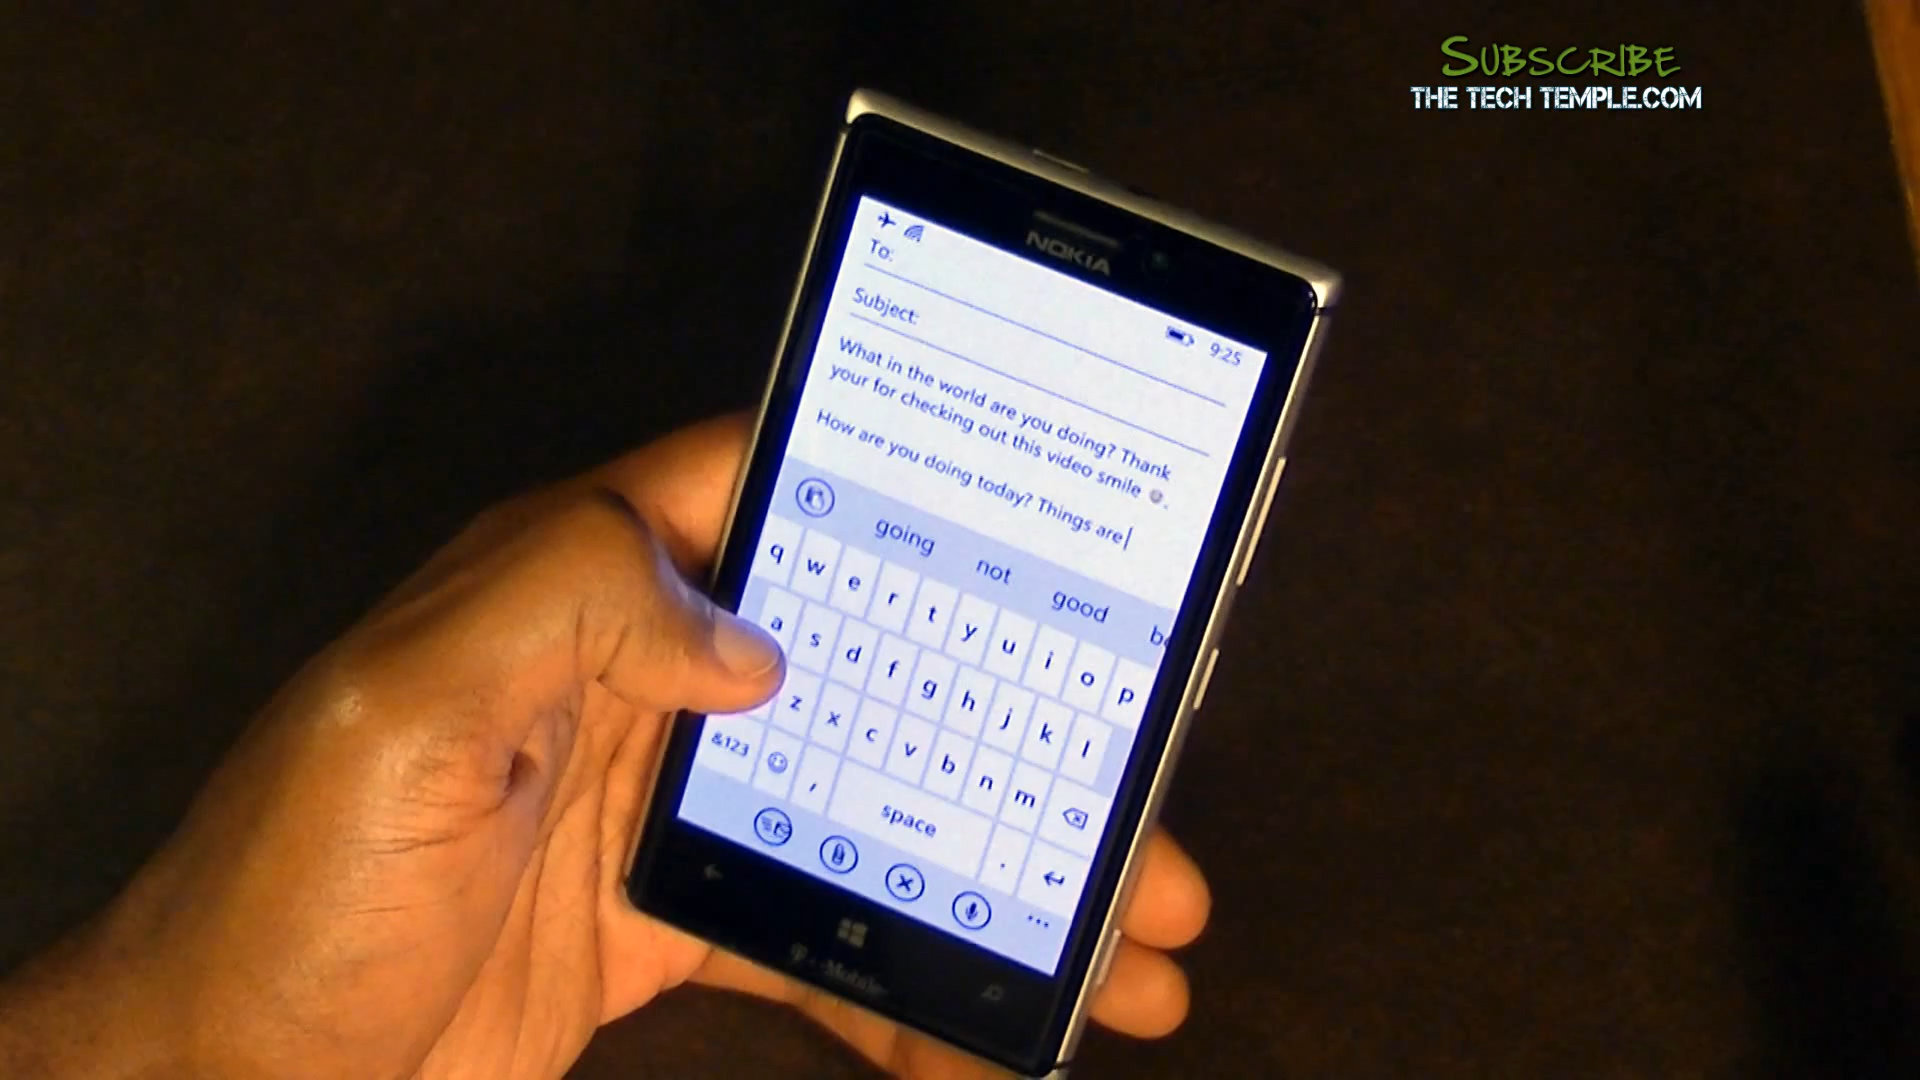 SUBSCRIBE
THE TECH TEMPLE.COM
NOKIA
9:25
To:
Subject:
What in the world are you doing? Thank
your for checking out this video smile
How are you doing today? Things are
going not good
q w e r t y u i o p
a s d f g h j k l
z x c v b n m
&123 , space .
T-Mobile